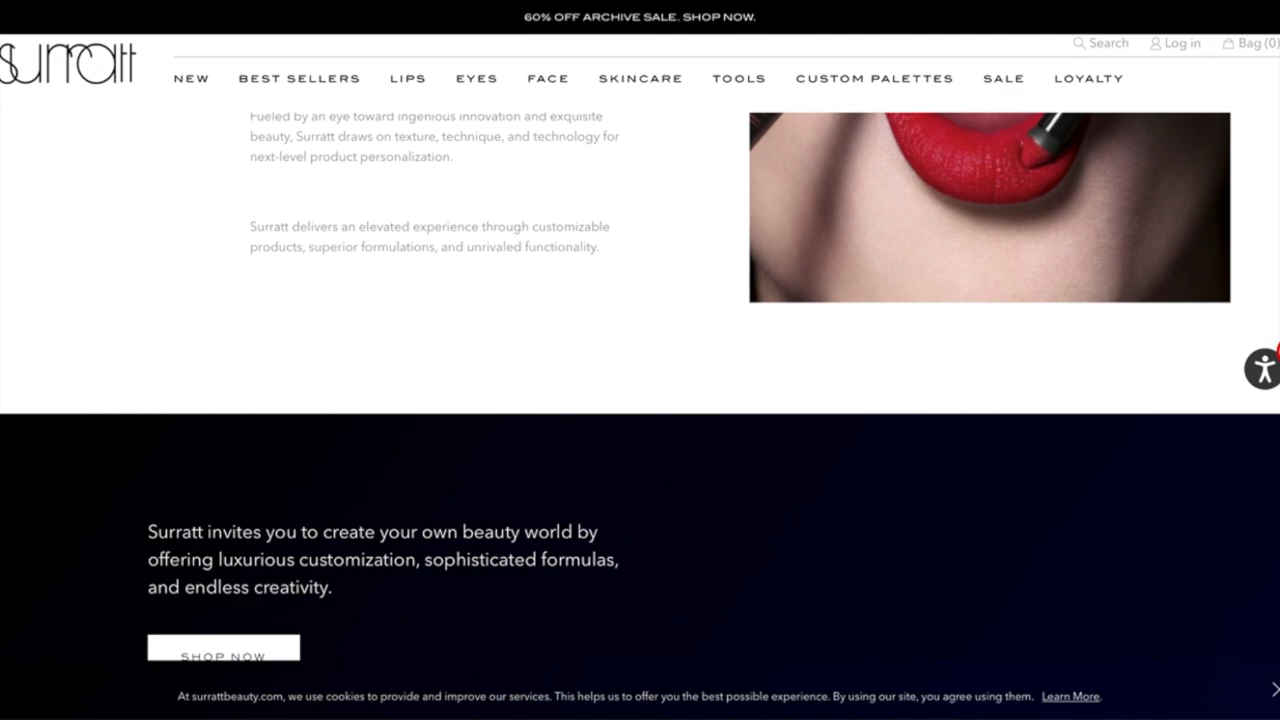 60% OFF ARCHIVE SALE. SHOP NOW.
surratt
Search Log in Bag (0)
NEW BEST SELLERS LIPS EYES FACE SKINCARE TOOLS CUSTOM PALETTES SALE LOYALTY
Fueled by an eye toward ingenious innovation and exquisite
beauty, Surratt draws on texture, technique, and technology for
next-level product personalization.
Surratt delivers an elevated experience through customizable
products, superior formulations, and unrivaled functionality.
Surratt invites you to create your own beauty world by
offering luxurious customization, sophisticated formulas,
and endless creativity.
SHOP NOW
At surrattbeauty.com, we use cookies to provide and improve our services. This helps us to offer you the best possible experience. By using our site, you agree using them. Learn More.